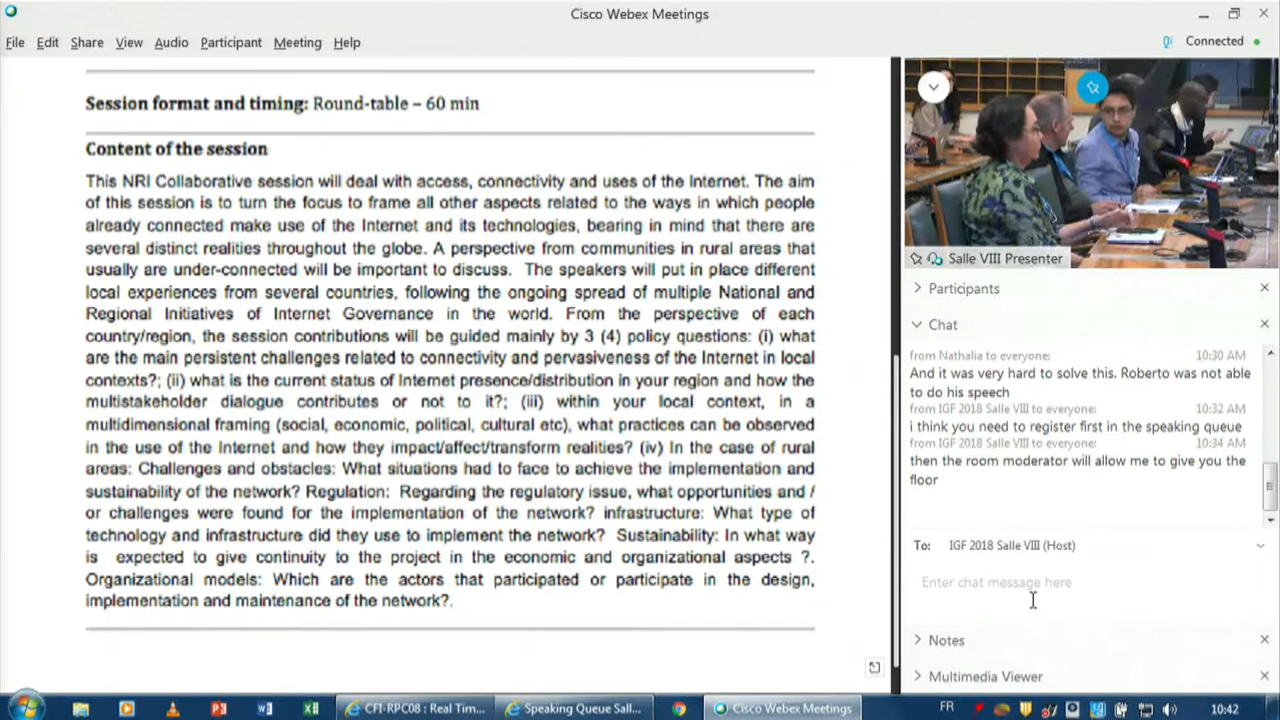 Cisco Webex Meetings
File Edit Share View Audio Participant Meeting Help
Connected
Session format and timing: Round-table – 60 min
Content of the session
This NRI Collaborative session will deal with access, connectivity and uses of the Internet. The aim
of this session is to turn the focus to frame all other aspects related to the ways in which people
already connected make use of the Internet and its technologies, bearing in mind that there are
several distinct realities throughout the globe. A perspective from communities in rural areas that
usually are under-connected will be important to discuss. The speakers will put in place different
local experiences from several countries, following the ongoing spread of multiple National and
Regional Initiatives of Internet Governance in the world. From the perspective of each
country/region, the session contributions will be guided mainly by 3 (4) policy questions: (i) what
are the main persistent challenges related to connectivity and pervasiveness of the Internet in local
contexts?; (ii) what is the current status of Internet presence/distribution in your region and how the
multistakeholder dialogue contributes or not to it?; (iii) within your local context, in a
multidimensional framing (social, economic, political, cultural etc), what practices can be observed
in the use of the Internet and how they impact/affect/transform realities? (iv) In the case of rural
areas: Challenges and obstacles: What situations had to face to achieve the implementation and
sustainability of the network? Regulation: Regarding the regulatory issue, what opportunities and /
or challenges were found for the implementation of the network? infrastructure: What type of
technology and infrastructure did they use to implement the network? Sustainability: In what way
is expected to give continuity to the project in the economic and organizational aspects ?.
Organizational models: Which are the actors that participated or participate in the design,
implementation and maintenance of the network?.
Salle VIII Presenter
Participants
Chat
from Nathalia to everyone: 10:30 AM
And it was very hard to solve this. Roberto was not able
to do his speech
from IGF 2018 Salle VIII to everyone: 10:32 AM
i think you need to register first in the speaking queue
from IGF 2018 Salle VIII to everyone: 10:34 AM
then the room moderator will allow me to give you the
floor
To: IGF 2018 Salle VIII (Host)
Enter chat message here
Notes
Multimedia Viewer
CFI-RPC08 : Real Tim... Speaking Queue Sall... Cisco Webex Meetings FR 10:42